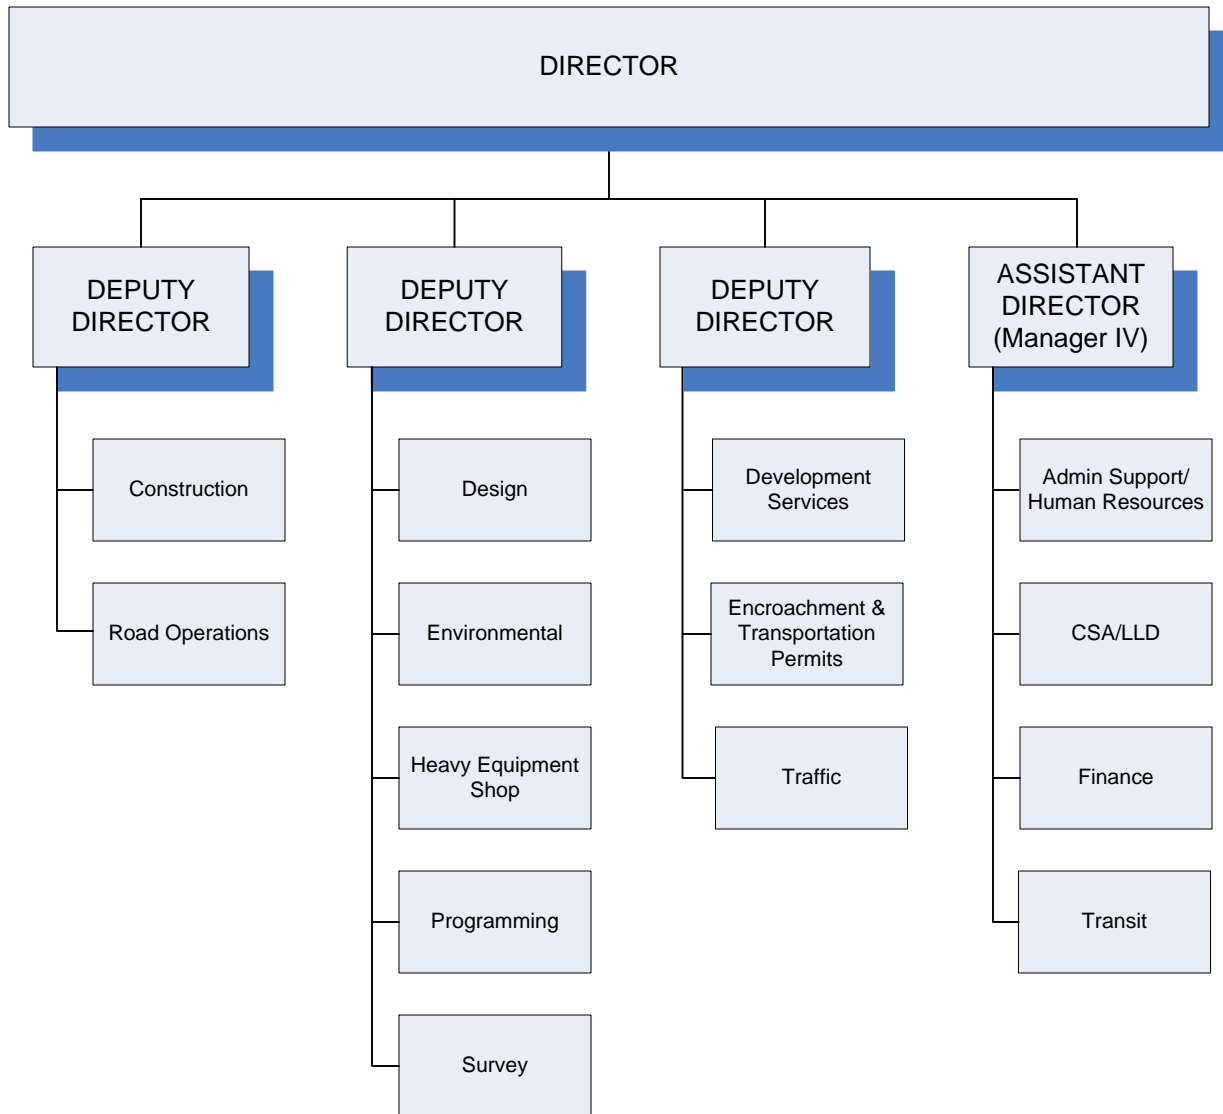 DIRECTOR
DEPUTY
DIRECTOR
DEPUTY
DIRECTOR
DEPUTY
DIRECTOR
ASSISTANT
DIRECTOR
(Manager IV)
Construction
Road Operations
Design
Environmental
Heavy Equipment
Shop
Programming
Survey
Development
Services
Encroachment &
Transportation
Permits
Traffic
Admin Support/
Human Resources
CSA/LLD
Finance
Transit